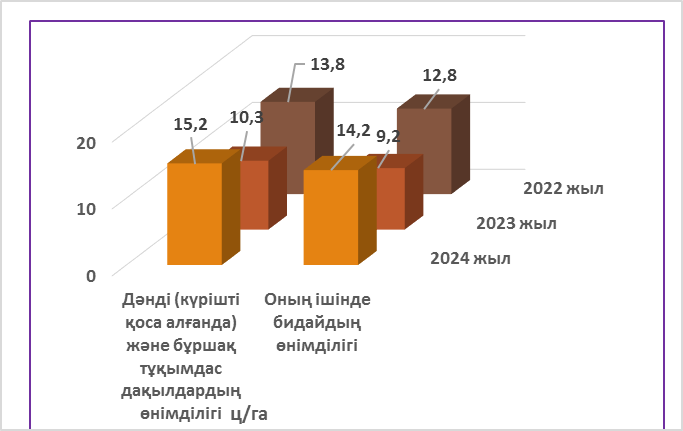 13,8
12,8
15,2
10,3
14,2
9,2
20
10
0
2022 жыл
2023 жыл
2024 жыл
Дәнді (күрішті
қоса алғанда)
және бұршақ
тұқымдас
дақылдардың
өнімділігі ц/га
Оның ішінде
бидайдың
өнімділігі